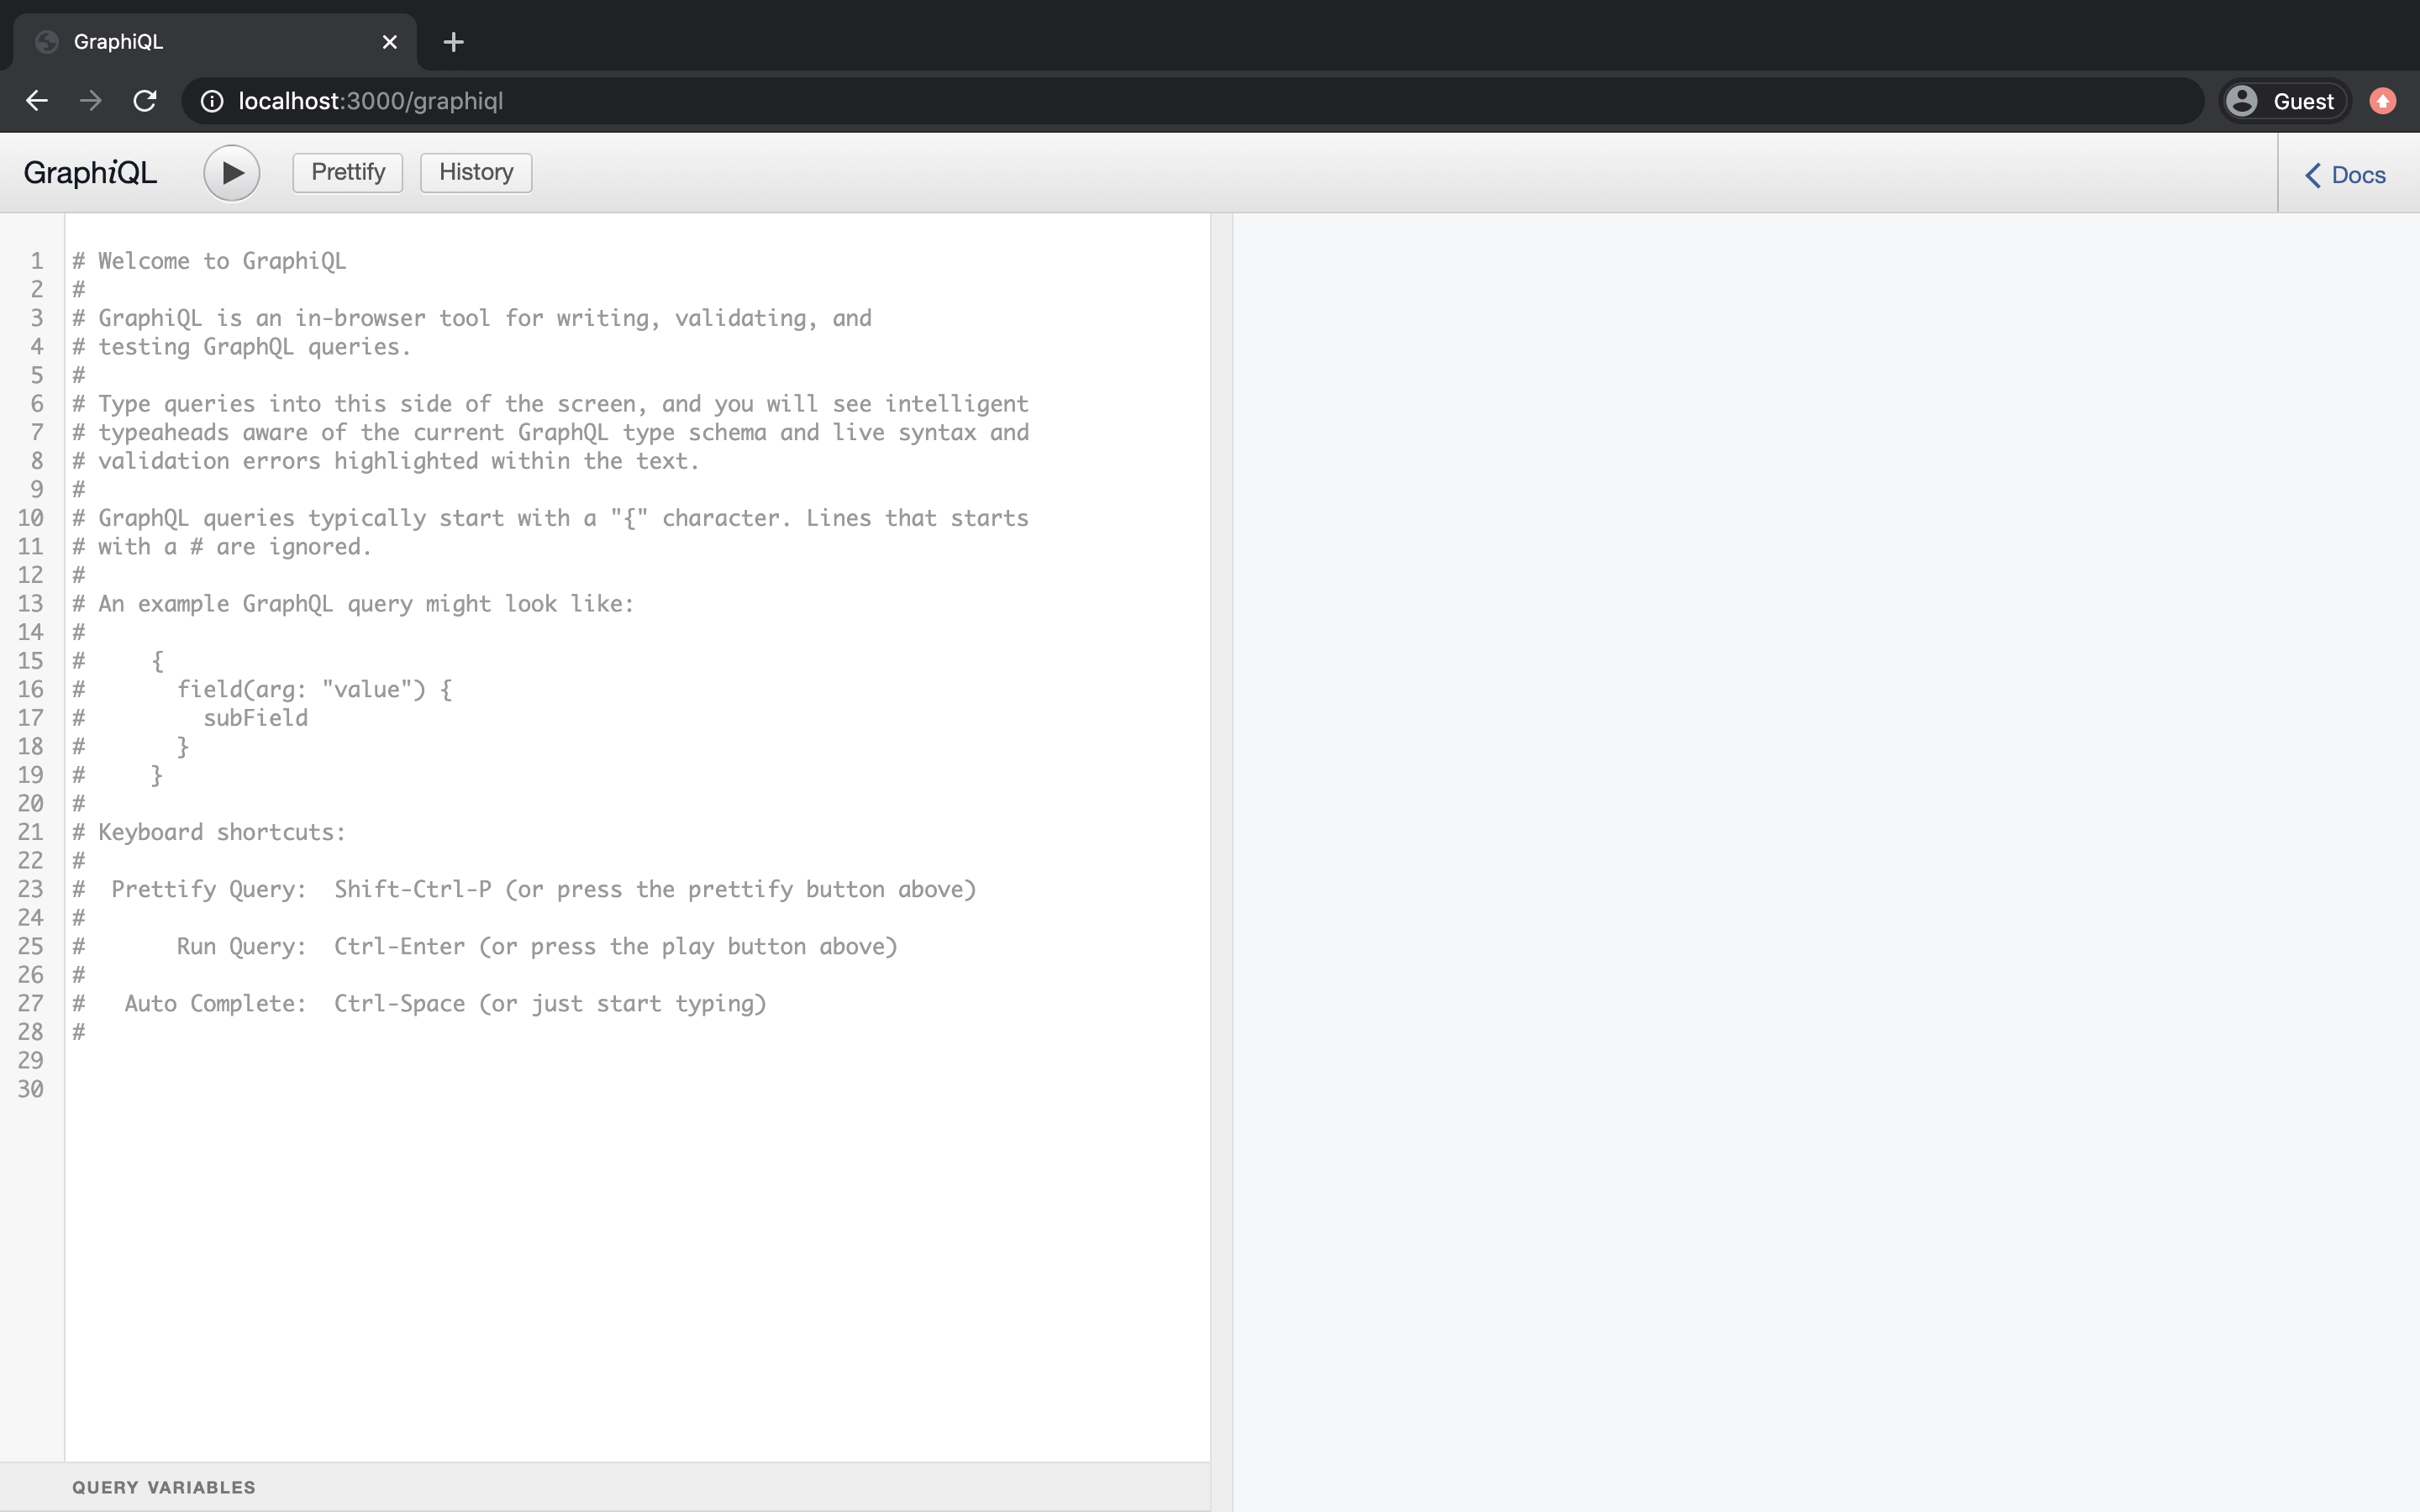 GraphiQL
localhost:3000/graphiql
Guest
GraphiQL
Prettify
History
Docs
1 # Welcome to GraphiQL
2 #
3 # GraphiQL is an in-browser tool for writing, validating, and
4 # testing GraphQL queries.
5 #
6 # Type queries into this side of the screen, and you will see intelligent
7 # typeaheads aware of the current GraphQL type schema and live syntax and
8 # validation errors highlighted within the text.
9 #
10 # GraphQL queries typically start with a "{" character. Lines that starts
11 # with a # are ignored.
12 #
13 # An example GraphQL query might look like:
14 #
15 #     {
16 #       field(arg: "value") {
17 #         subField
18 #       }
19 #     }
20 #
21 # Keyboard shortcuts:
22 #
23 #  Prettify Query:  Shift-Ctrl-P (or press the prettify button above)
24 #
25 #       Run Query:  Ctrl-Enter (or press the play button above)
26 #
27 #   Auto Complete:  Ctrl-Space (or just start typing)
28 #
29
30
QUERY VARIABLES